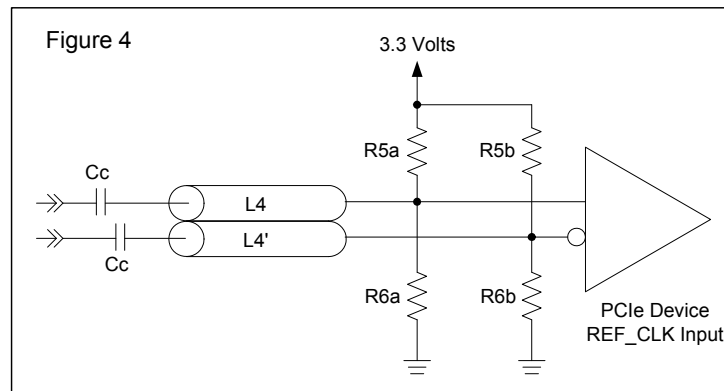 Figure 4
3.3 Volts
R5a
R5b
Cc
L4
L4'
Cc
R6a
R6b
PCIe Device
REF_CLK Input